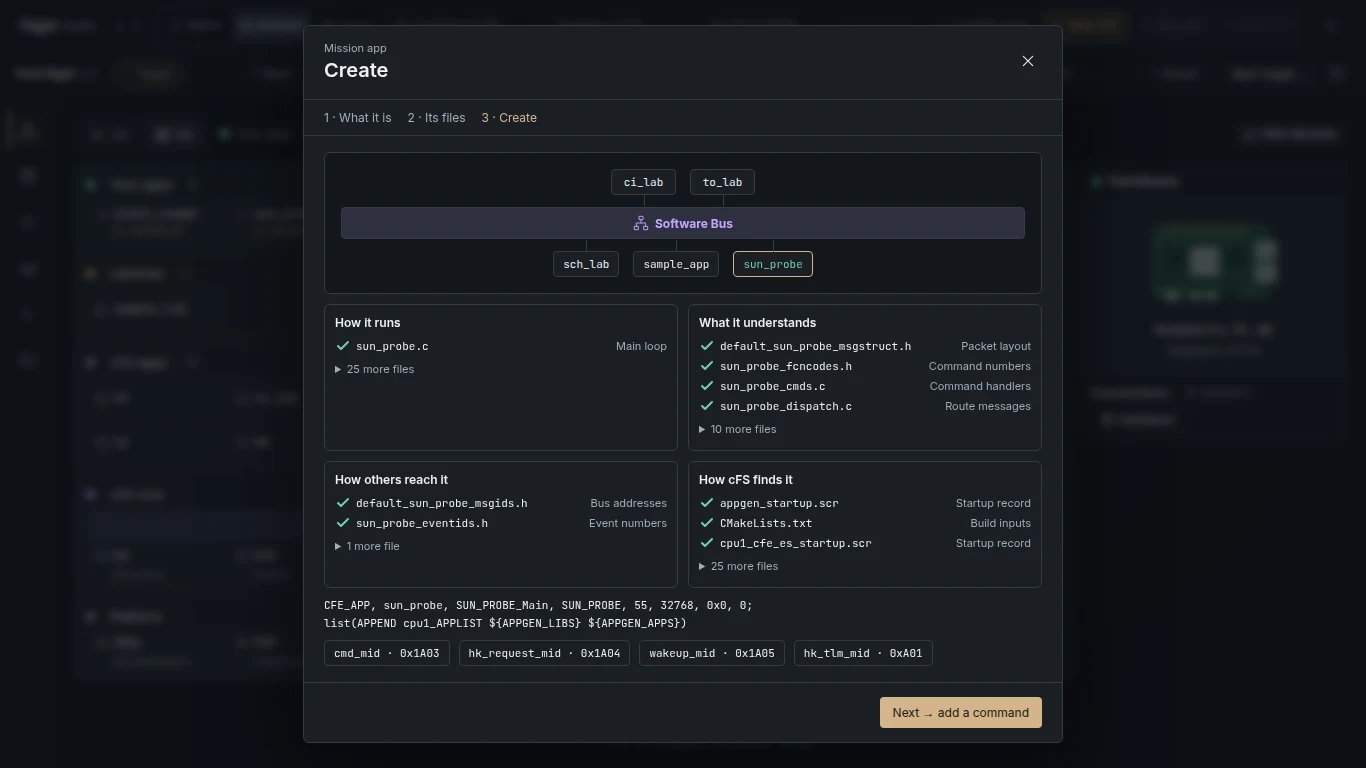 Mission app
Create
1 · What it is 2 · Its files 3 · Create
ci_lab to_lab
Software Bus
sch_lab sample_app sun_probe
How it runs
sun_probe.c Main loop
25 more files
What it understands
default_sun_probe_msgstruct.h Packet layout
sun_probe_fcncodes.h Command numbers
sun_probe_cmds.c Command handlers
sun_probe_dispatch.c Route messages
10 more files
How others reach it
default_sun_probe_msgids.h Bus addresses
sun_probe_eventids.h Event numbers
1 more file
How cFS finds it
appgen_startup.scr Startup record
CMakeLists.txt Build inputs
cpu1_cfe_es_startup.scr Startup record
25 more files
CFE_APP, sun_probe, SUN_PROBE_Main, SUN_PROBE, 55, 32768, 0x0, 0;
list(APPEND cpu1_APPLIST ${APPGEN_LIBS} ${APPGEN_APPS})
cmd_mid · 0x1A03 hk_request_mid · 0x1A04 wakeup_mid · 0x1A05 hk_tlm_mid · 0xA01
Next → add a command